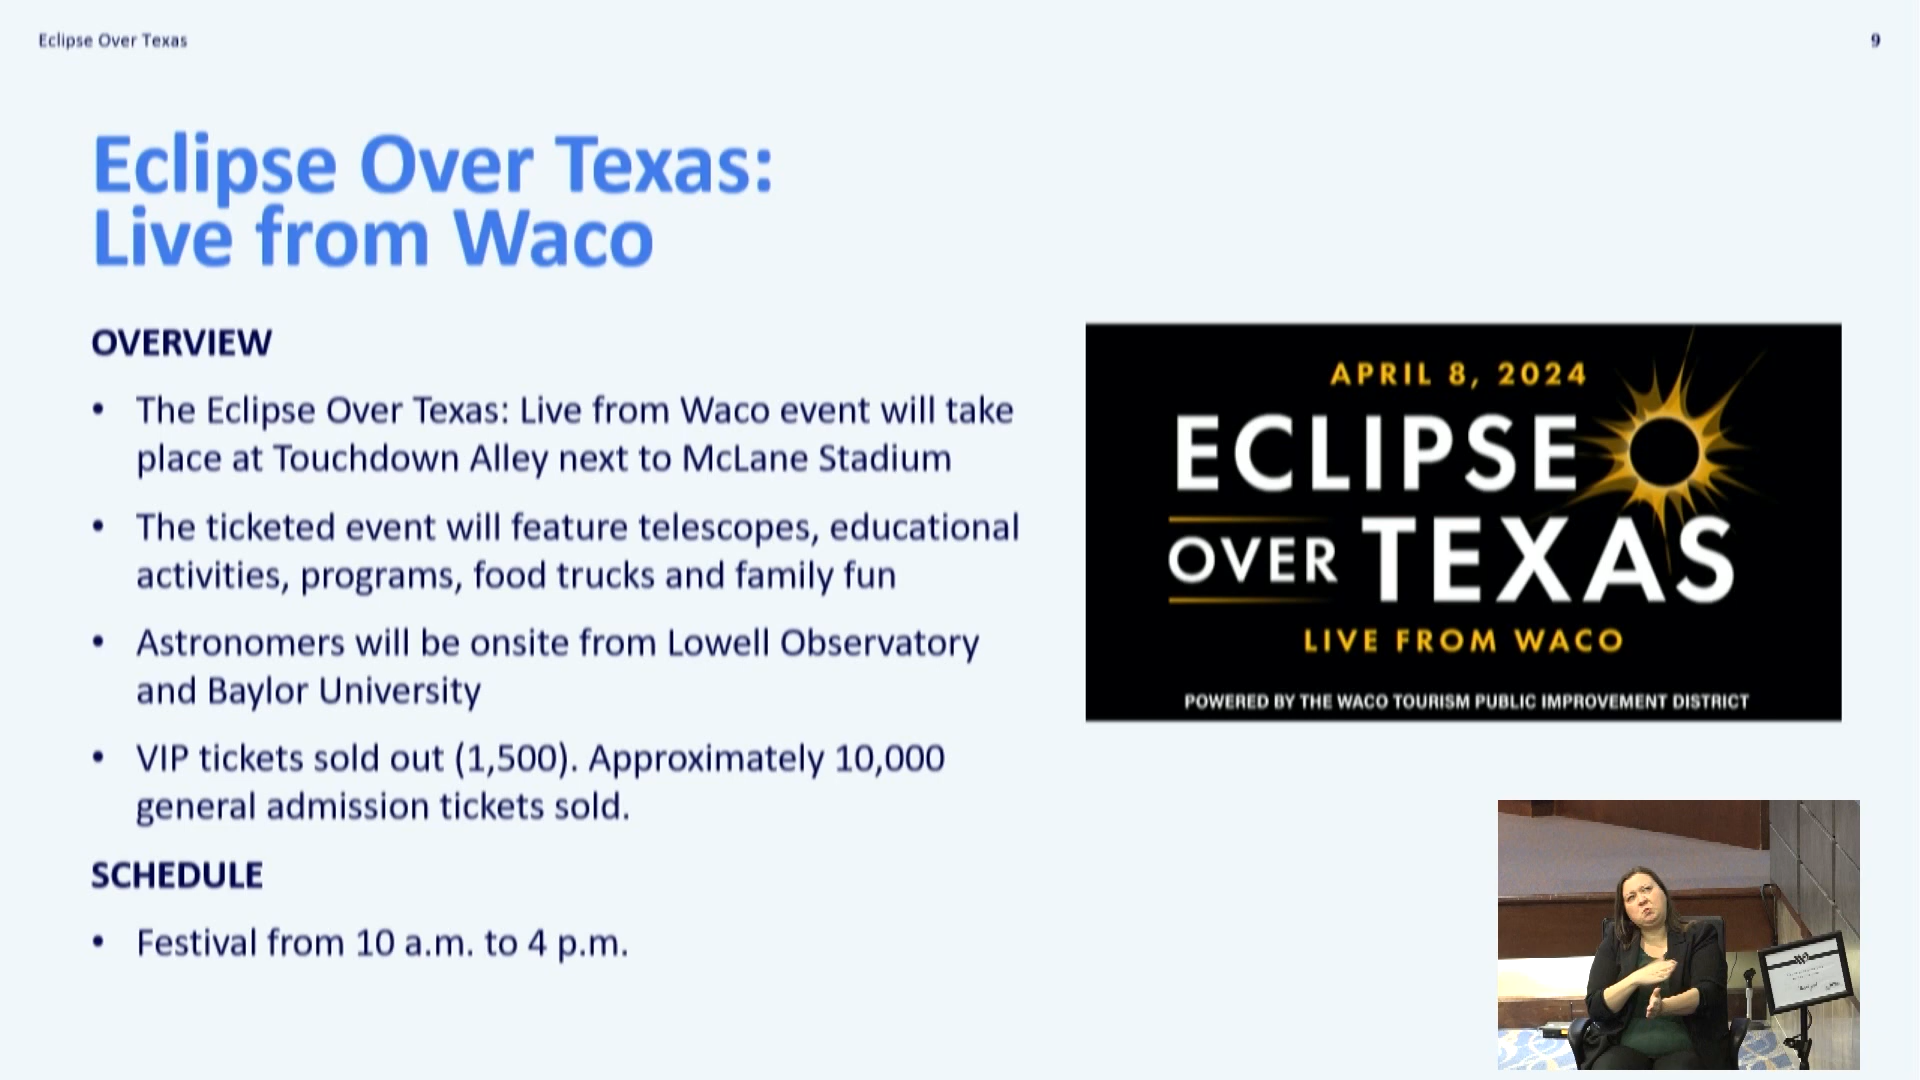 Eclipse Over Texas
9
Eclipse Over Texas:
Live from Waco
OVERVIEW
• The Eclipse Over Texas: Live from Waco event will take
place at Touchdown Alley next to McLane Stadium
• The ticketed event will feature telescopes, educational
activities, programs, food trucks and family fun
• Astronomers will be onsite from Lowell Observatory
and Baylor University
• VIP tickets sold out (1,500). Approximately 10,000
general admission tickets sold.
SCHEDULE
• Festival from 10 a.m. to 4 p.m.
APRIL 8, 2024
ECLIPSE
OVER TEXAS
LIVE FROM WACO
POWERED BY THE WACO TOURISM PUBLIC IMPROVEMENT DISTRICT